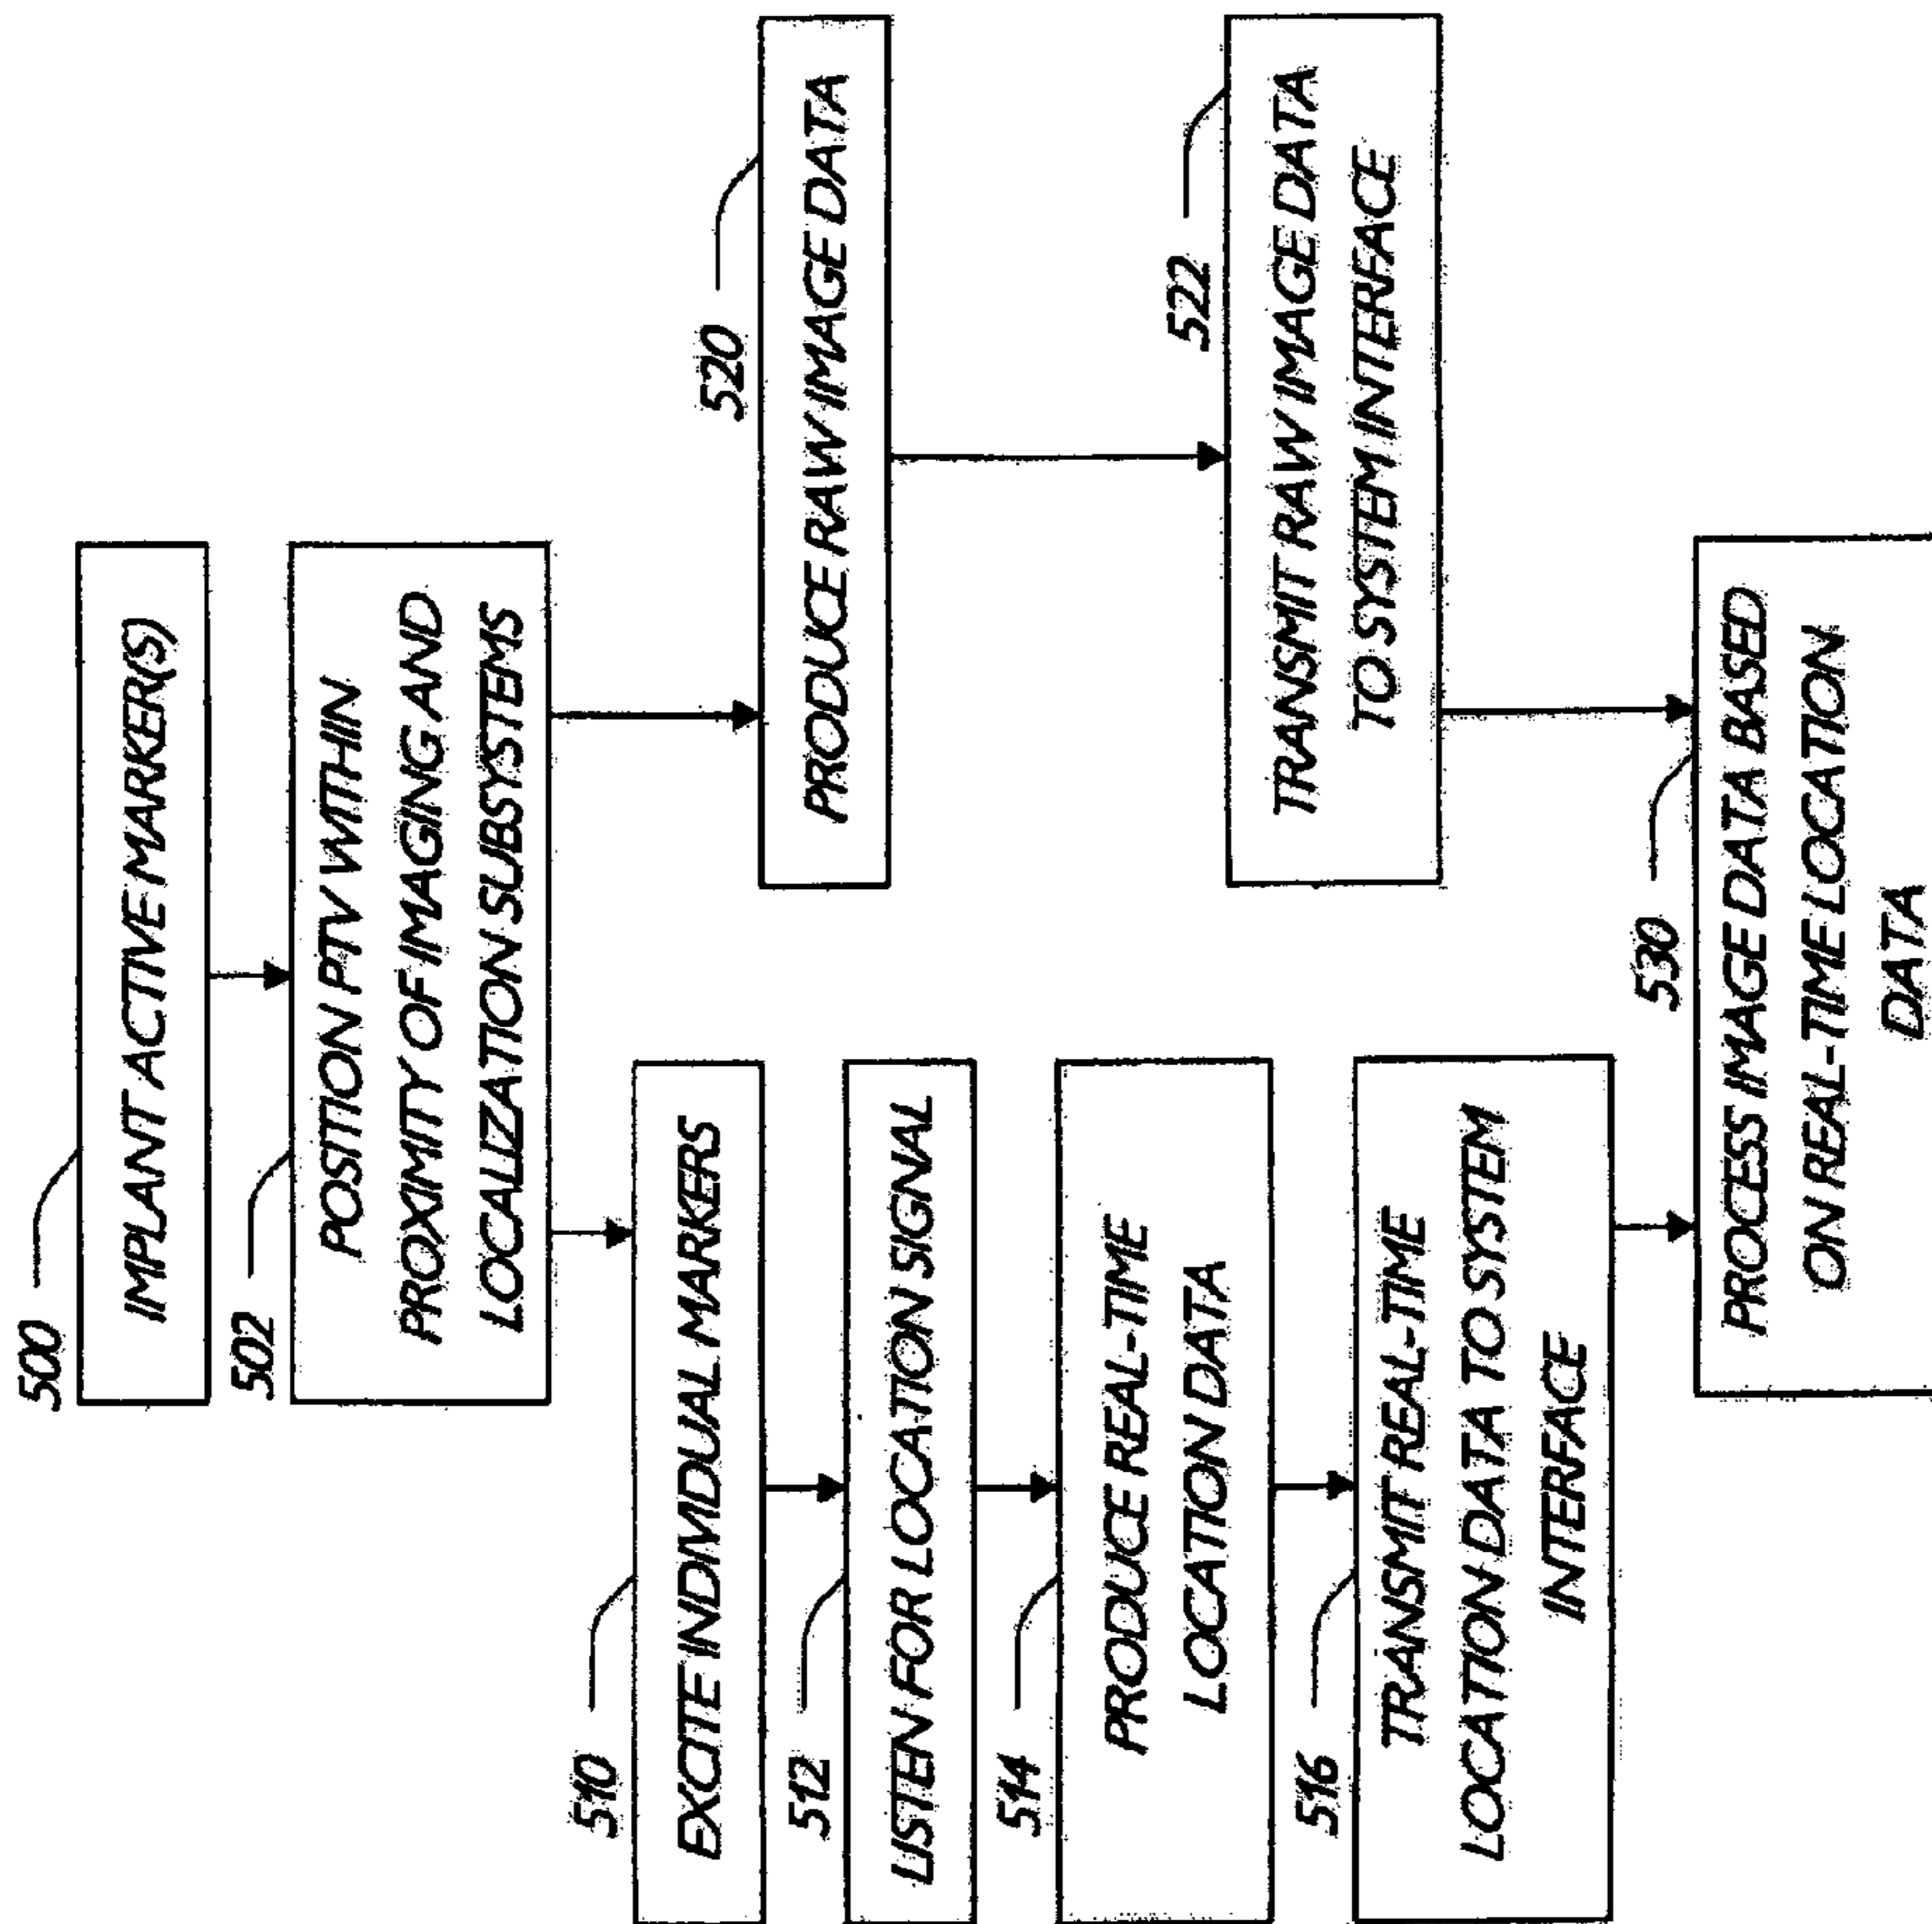 500
IMPLANT ACTIVE MARKER(S)
502
POSITION PTV WITHIN
PROXIMITY OF IMAGING AND
LOCALIZATION SUBSYSTEMS
510
EXCITE INDIVIDUAL MARKERS
512
LISTEN FOR LOCATION SIGNAL
514
PRODUCE REAL-TIME
LOCATION DATA
516
TRANSMIT REAL-TIME
LOCATION DATA TO SYSTEM
INTERFACE
520
PRODUCE RAW IMAGE DATA
522
TRANSMIT RAW IMAGE DATA
TO SYSTEM INTERFACE
530
PROCESS IMAGE DATA BASED
ON REAL-TIME LOCATION
DATA